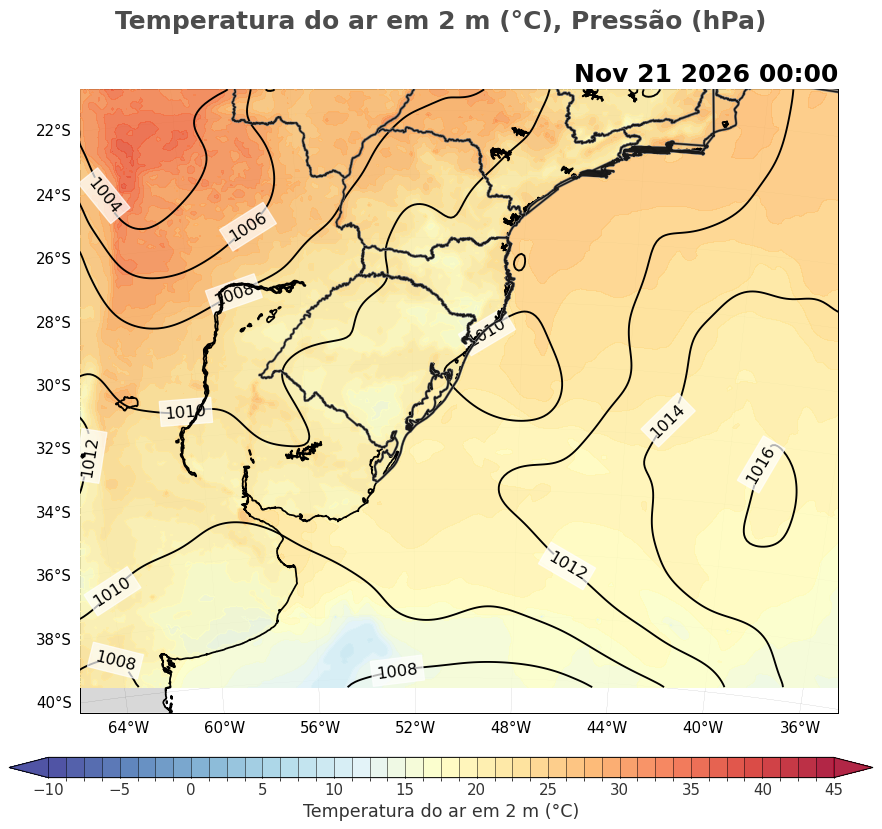 Temperatura do ar em 2 m (°C), Pressão (hPa)
Nov 21 2026 00:00
22°S
24°S
26°S
28°S
30°S
32°S
34°S
36°S
38°S
40°S
1004
1006
1008
1010
1010
1012
1014
1016
1012
1010
1008
1008
64°W 60°W 56°W 52°W 48°W 44°W 40°W 36°W
−10 −5 0 5 10 15 20 25 30 35 40 45
Temperatura do ar em 2 m (°C)